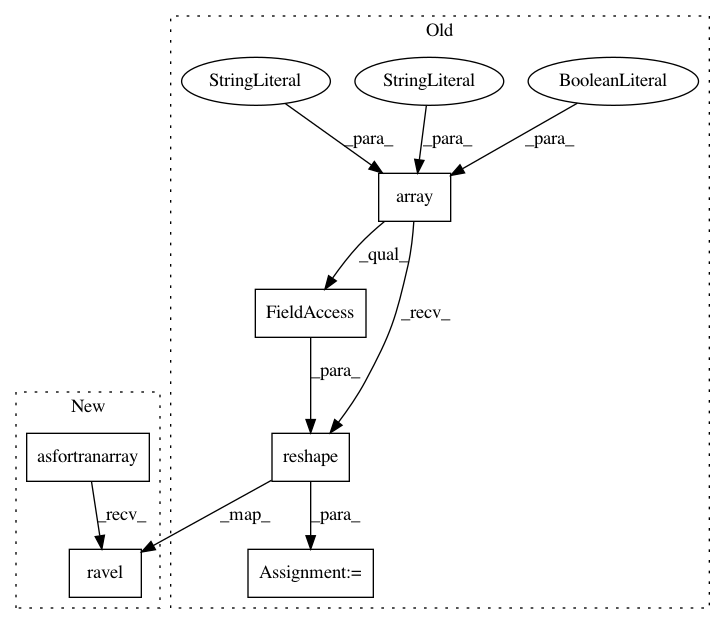 Old
StringLiteral
StringLiteral
BooleanLiteral
_para_
_para_
_para_
array
_qual_
FieldAccess
_recv_
_para_
New
asfortranarray
reshape
_recv_
_map_
_para_
ravel
Assignment:=